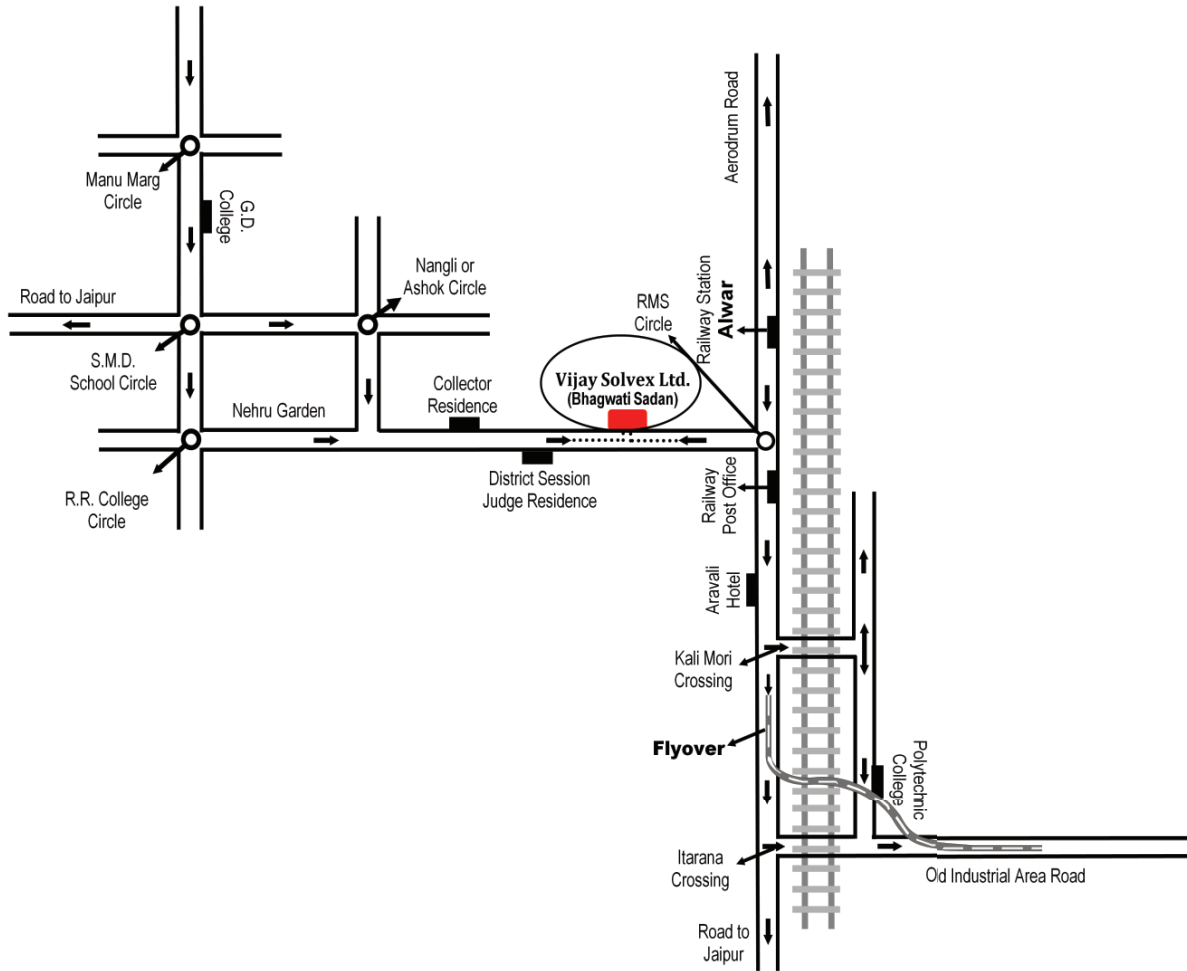 Manu Marg
Circle
G.D.
College
Road to Jaipur
S.M.D.
School Circle
Nangli or
Ashok Circle
Nehru Garden
R.R. College
Circle
Collector
Residence
District Session
Judge Residence
Vijay Solvex Ltd.
(Bhagwati Sadan)
RMS
Circle
Aerodrum Road
Railway Station
Alwar
Railway
Post Office
Aravali
Hotel
Kali Mori
Crossing
Flyover
Polytechnic
College
Itarana
Crossing
Old Industrial Area Road
Road to
Jaipur